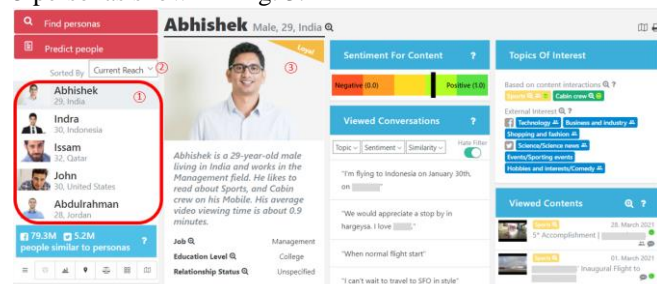 Find personas
Predict people
Sorted By Current Reach ②
①
Abhishek
29, India
Indra
30, Indonesia
Issam
32, Qatar
John
30, United States
Abdulrahman
28, Jordan
79.3M 5.2M
people similar to personas ?
Abhishek Male, 29, India
Loyal
③
Abhishek is a 29-year-old male
living in India and works in the
Management field. He likes to
read about Sports, and Cabin
crew on his Mobile. His average
video viewing time is about 0.9
minutes.
Job Management
Education Level College
Relationship Status Unspecified
Sentiment For Content ?
Negative (0.0) Positive (1.0)
Viewed Conversations ?
Topic Sentiment Similarity Hate Filter
"I'm flying to Indonesia on January 30th,
on
"We would appreciate a stop by in
hargeysa. I love ."
"When normal flight start"
"I can't wait to travel to SFO in style"
Topics Of Interest
Based on content interactions ?
Sports Cabin crew
External Interest ?
Technology Business and industry
Shopping and fashion
Science/Science news
Events/Sporting events
Hobbies and interests/Comedy
Viewed Contents ?
Sports 28. March 2021
5* Accomplishment |
Sports 01. March 2021
' Inaugural Flight to